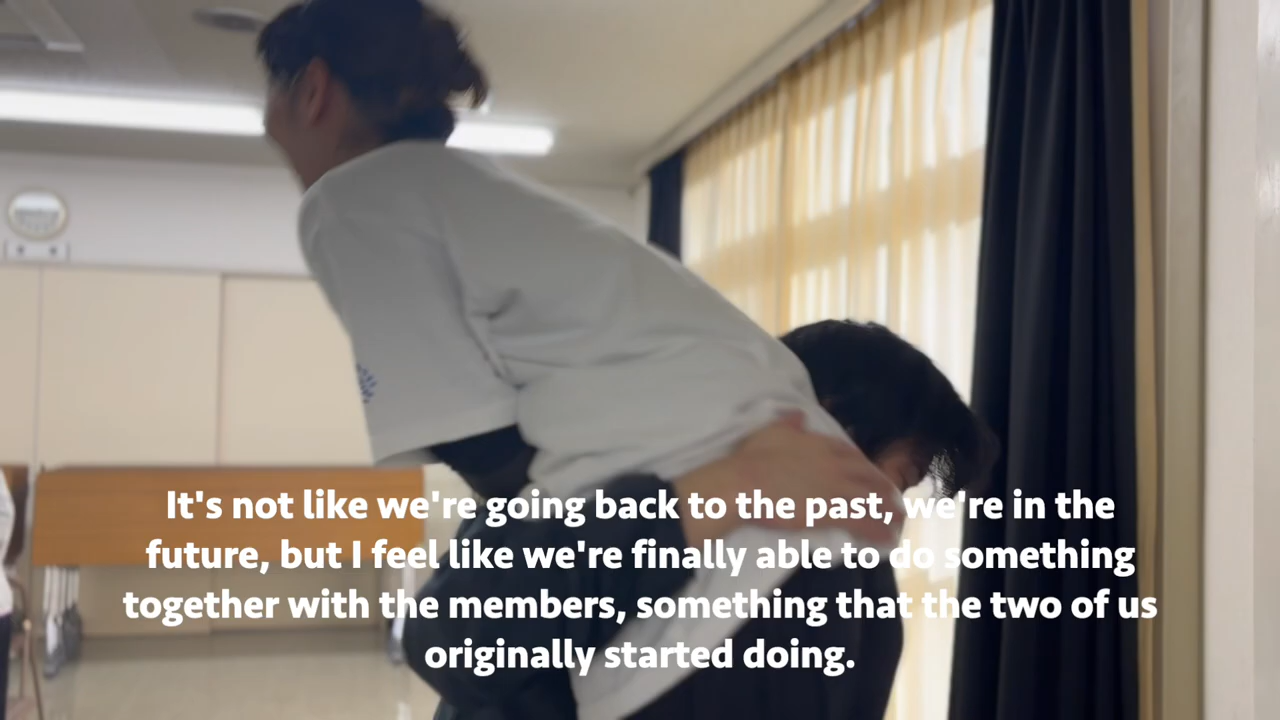 It's not like we're going back to the past, we're in the
future, but I feel like we're finally able to do something
together with the members, something that the two of us
originally started doing.